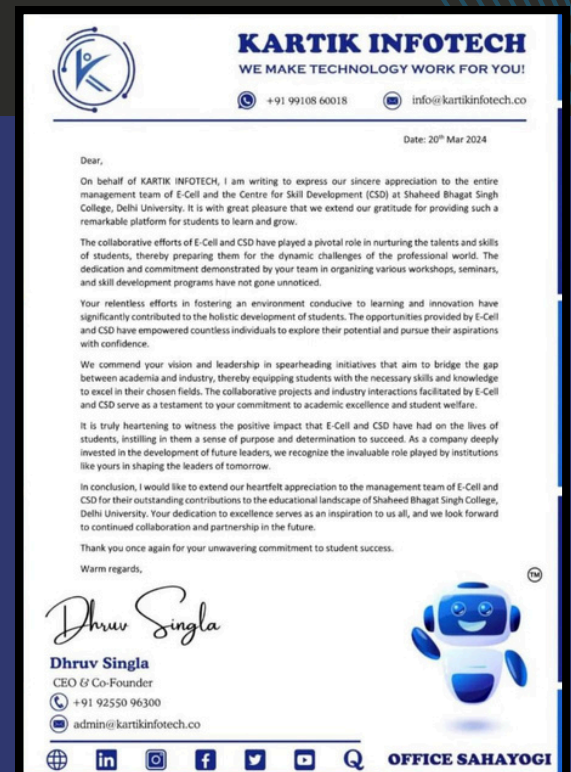 KARTIK INFOTECH
WE MAKE TECHNOLOGY WORK FOR YOU!
+91 99108 60018 info@kartikinfotech.co
Date: 20th Mar 2024
Dear,
On behalf of KARTIK INFOTECH, I am writing to express our sincere appreciation to the entire
management team of E-Cell and the Centre for Skill Development (CSD) at Shaheed Bhagat Singh
College, Delhi University. It is with great pleasure that we extend our gratitude for providing such a
remarkable platform for students to learn and grow.
The collaborative efforts of E-Cell and CSD have played a pivotal role in nurturing the talents and skills
of students, thereby preparing them for the dynamic challenges of the professional world. The
dedication and commitment demonstrated by your team in organizing various workshops, seminars,
and skill development programs have not gone unnoticed.
Your relentless efforts in fostering an environment conducive to learning and innovation have
significantly contributed to the holistic development of students. The opportunities provided by E-Cell
and CSD have empowered countless individuals to explore their potential and pursue their aspirations
with confidence.
We commend your vision and leadership in spearheading initiatives that aim to bridge the gap
between academia and industry, thereby equipping students with the necessary skills and knowledge
to excel in their chosen fields. The collaborative projects and industry interactions facilitated by E-Cell
and CSD serve as a testament to your commitment to academic excellence and student welfare.
It is truly heartening to witness the positive impact that E-Cell and CSD have had on the lives of
students, instilling in them a sense of purpose and determination to succeed. As a company deeply
invested in the development of future leaders, we recognize the invaluable role played by institutions
like yours in shaping the leaders of tomorrow.
In conclusion, I would like to extend our heartfelt appreciation to the management team of E-Cell and
CSD for their outstanding contributions to the educational landscape of Shaheed Bhagat Singh College,
Delhi University. Your dedication to excellence serves as an inspiration to us all, and we look forward
to continued collaboration and partnership in the future.
Thank you once again for your unwavering commitment to student success.
Warm regards,
TM
Dhruv Singla
Dhruv Singla
CEO & Co-Founder
+91 92550 96300
admin@kartikinfotech.co
OFFICE SAHAYOGI